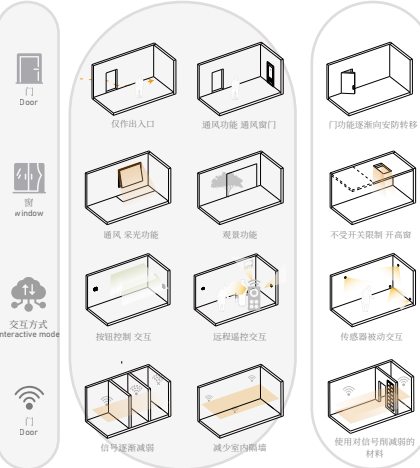 门
Door
仅作出入口
通风功能 通风窗门
门功能逐渐向安防转移
窗
window
通风 采光功能
观景功能
不受开关限制 开高窗
交互方式
nteractive mode
按钮控制 交互
远程遥控交互
传感器被动交互
门
Door
信号逐渐减弱
减少室内隔墙
使用对信号削减弱的
材料